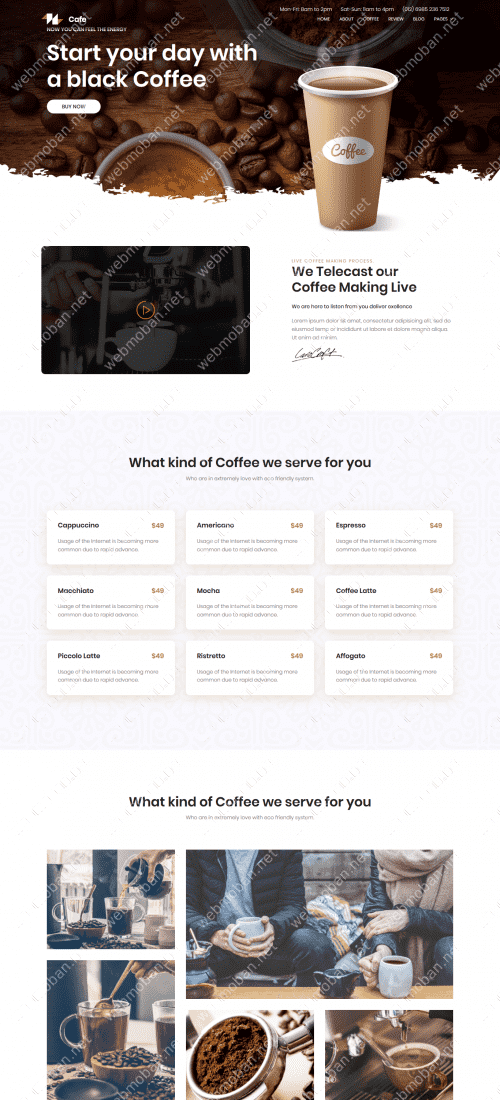 Mon-Fri: 8am to 2pm Sat-Sun: 11am to 4pm (012) 6985 236 7512
Cafe
HOME ABOUT COFFEE REVIEW BLOG PAGES
NOW YOU CAN FEEL THE ENERGY
Start your day with
a black Coffee
BUY NOW
Coffee
LIVE COFFEE MAKING PROCESS
We Telecast our
Coffee Making Live
We are here to listen from you deliver exellence
Lorem ipsum dolor sit amet, consectetur adipisicing elit, sed do
eiusmod temp or incididunt ut labore et dolore magna aliqua.
Ut enim ad minim.
What kind of Coffee we serve for you
Who are in extremely love with eco friendly system.
Cappuccino $49
Usage of the Internet is becoming more
common due to rapid advance.
Americano $49
Usage of the Internet is becoming more
common due to rapid advance.
Espresso $49
Usage of the Internet is becoming more
common due to rapid advance.
Macchiato $49
Usage of the Internet is becoming more
common due to rapid advance.
Mocha $49
Usage of the Internet is becoming more
common due to rapid advance.
Coffee Latte $49
Usage of the Internet is becoming more
common due to rapid advance.
Piccolo Latte $49
Usage of the Internet is becoming more
common due to rapid advance.
Ristretto $49
Usage of the Internet is becoming more
common due to rapid advance.
Affogato $49
Usage of the Internet is becoming more
common due to rapid advance.
What kind of Coffee we serve for you
Who are in extremely love with eco friendly system.
webmoban.net